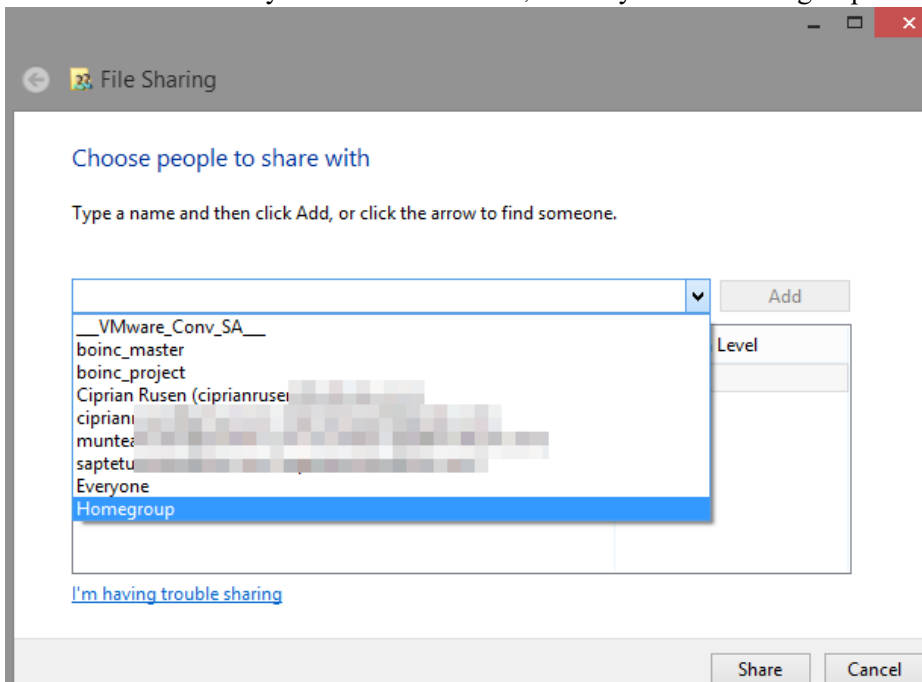 File Sharing
Choose people to share with
Type a name and then click Add, or click the arrow to find someone.
Add
__VMware_Conv_SA__
boinc_master
boinc_project
Ciprian Rusen
Everyone
Homegroup
Level
I'm having trouble sharing
Share
Cancel